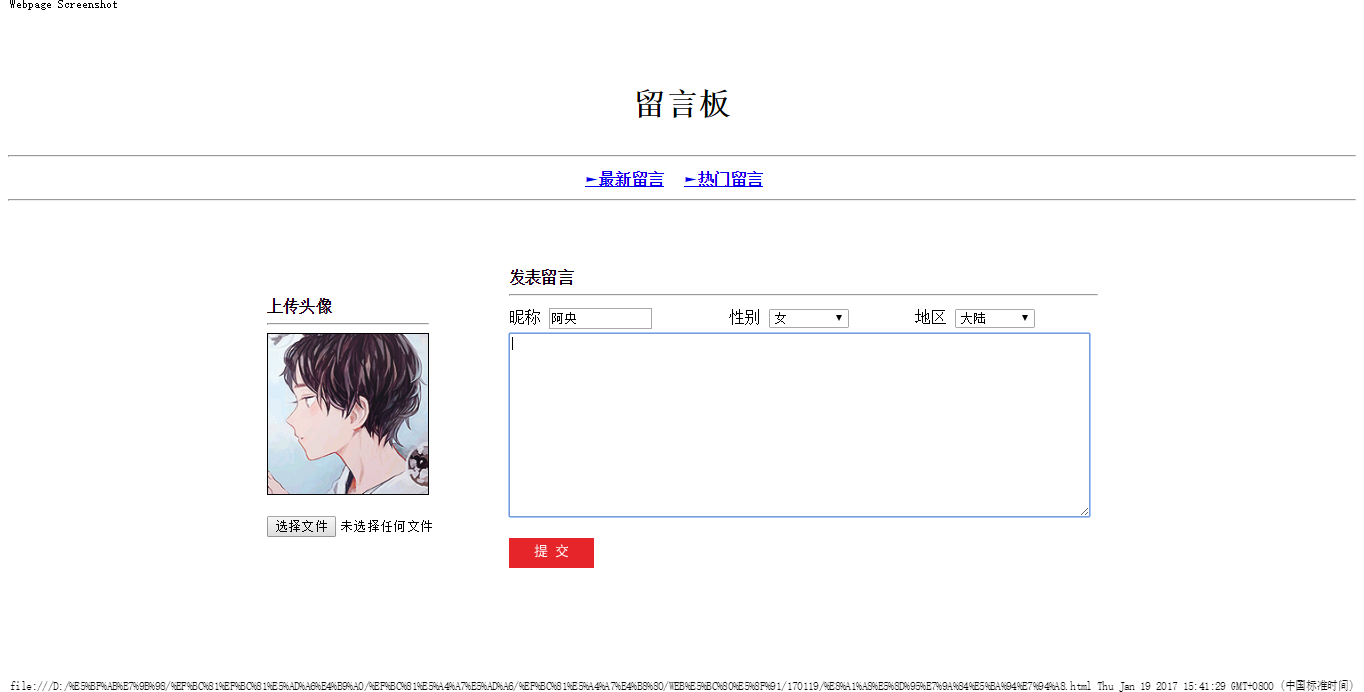 Webpage Screenshot
留言板
►最新留言 ►热门留言
发表留言
上传头像
昵称 阿央 性别 女 ▼ 地区 大陆 ▼
提 交
选择文件 未选择任何文件
file:///D:/%E5%BF%AB%E7%9B%98/%EF%BC%81%EF%BC%81%E5%AD%A6%E4%B9%A0/%EF%BC%81%E5%A4%A7%E5%AD%A6/%EF%BC%81%E5%A4%A7%E4%B8%80/WEB%E5%BC%80%E5%8F%91/170119/%E8%A1%A8%E5%8D%95%E7%9A%84%E5%BA%94%E7%94%A8.html Thu Jan 19 2017 15:41:29 GMT+0800 (中国标准时间)